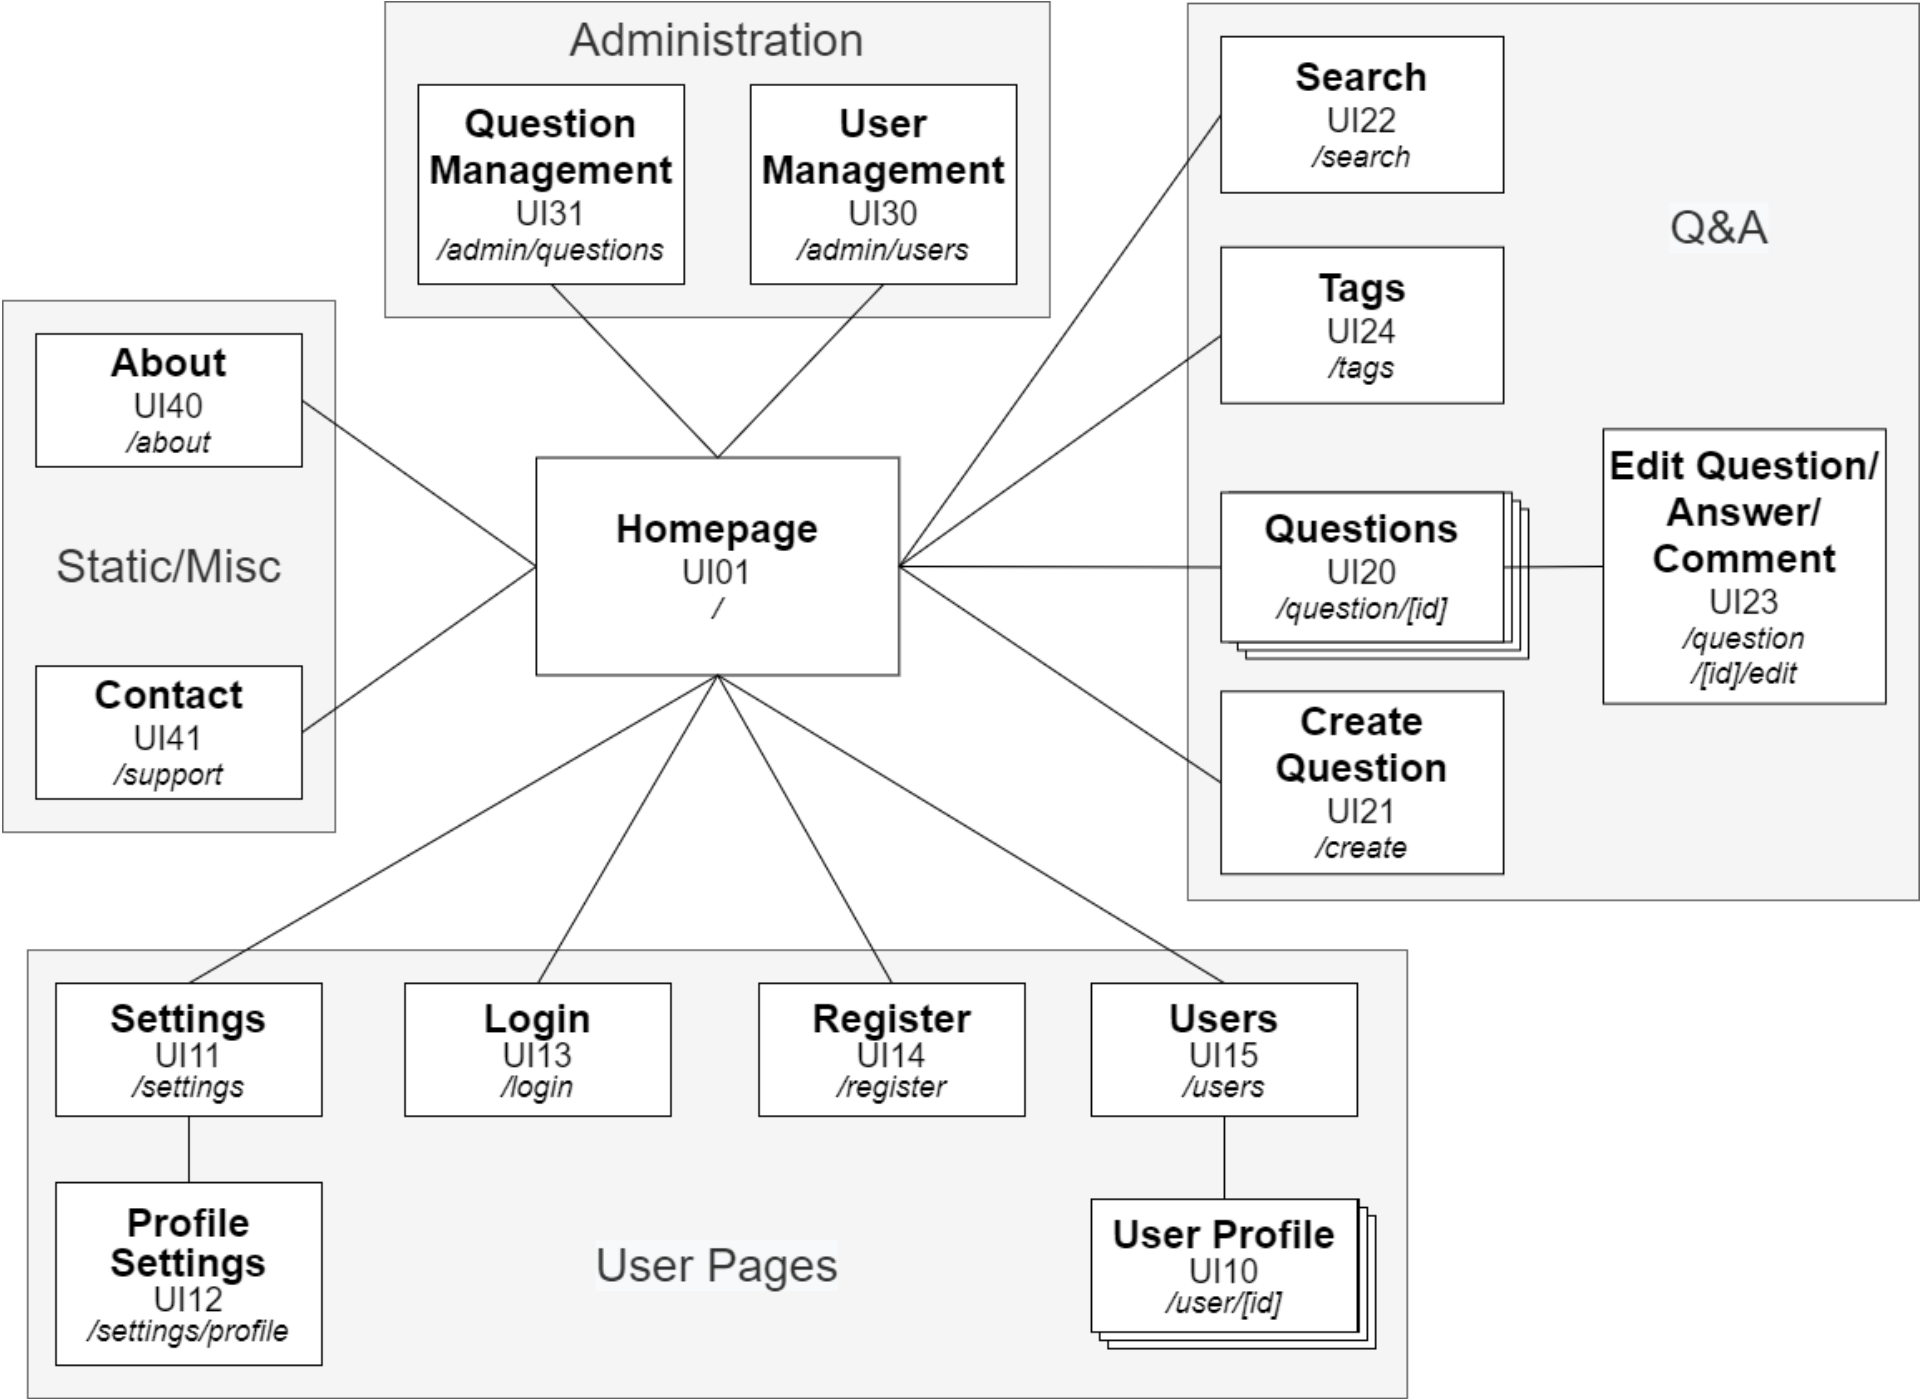 Administration
Question
Management
UI31
/admin/questions
User
Management
UI30
/admin/users
Search
UI22
/search
Q&A
Tags
UI24
/tags
About
UI40
/about
Static/Misc
Contact
UI41
/support
Homepage
UI01
/
Questions
UI20
/question/[id]
Edit Question/
Answer/
Comment
UI23
/question
/[id]/edit
Create
Question
UI21
/create
Settings
UI11
/settings
Login
UI13
/login
Register
UI14
/register
Users
UI15
/users
Profile
Settings
UI12
/settings/profile
User Pages
User Profile
UI10
/user/[id]